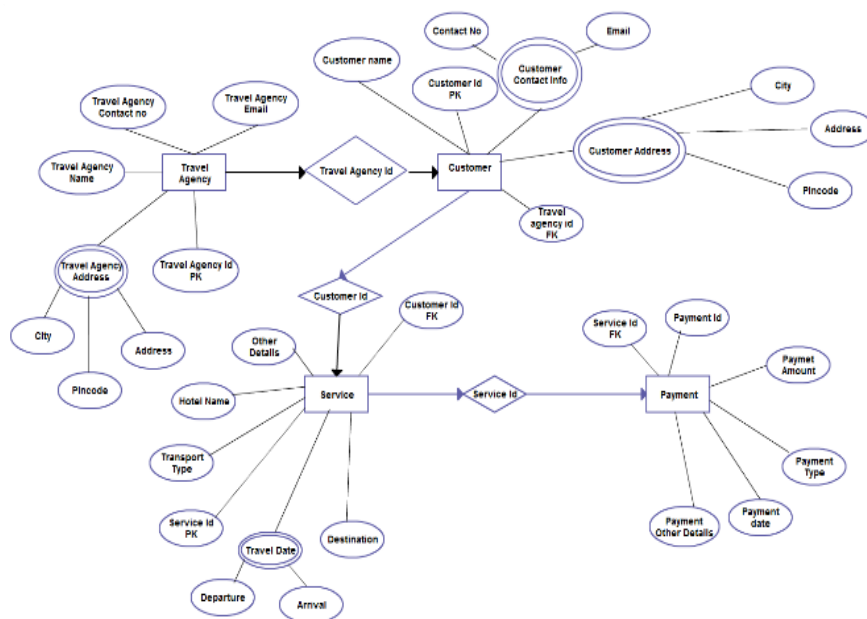 Contact No
Email
Customer name
Customer
Contact Info
Customer Id
PK
City
Travel Agency
Contact no
Travel Agency
Email
Address
Customer Address
Travel Agency
Name
Travel
Agency
Travel Agency Id
Customer
Pincode
Travel
agency id
FK
Travel Agency
Address
Travel Agency Id
PK
Customer Id
Customer Id
FK
City
Address
Pincode
Other
Details
Service Id
FK
Payment Id
Paymet
Amount
Hotel Name
Service
Service Id
Payment
Transport
Type
Payment
Type
Service Id
PK
Travel Date
Destination
Payment
Other Details
Payment
date
Departure
Arrival